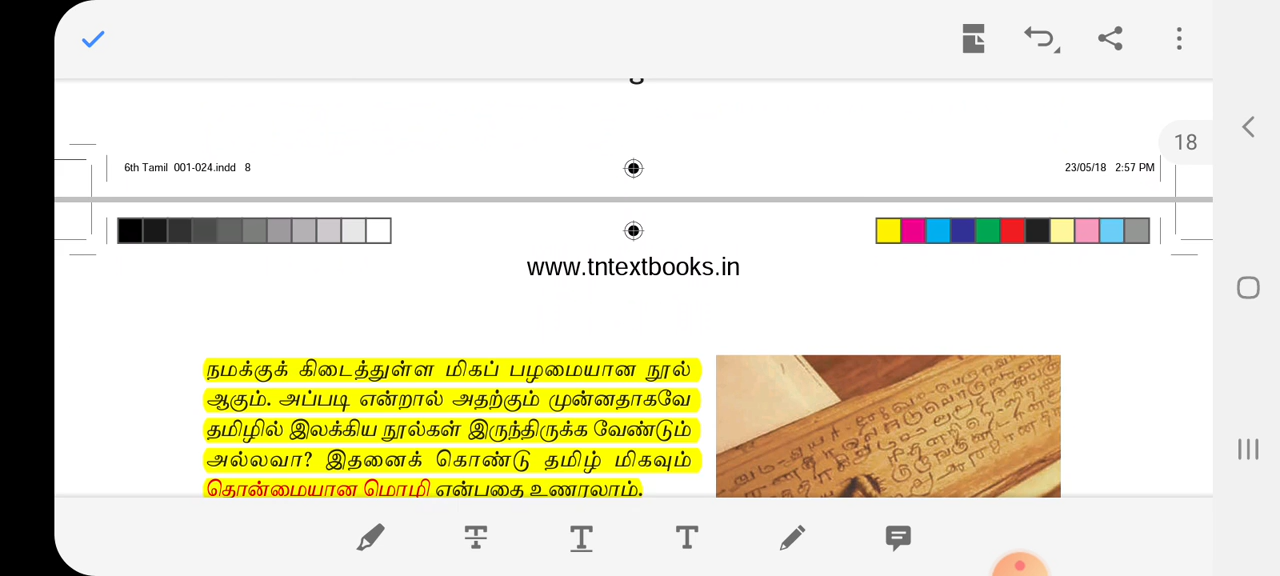 18
6th Tamil 001-024.indd 8
23/05/18 2:57 PM
www.tntextbooks.in
நமக்குக் கிடைத்துள்ள மிகப் பழமையான நூல்
ஆகும். அப்படி என்றால் அதற்கும் முன்னதாகவே
தமிழில் இலக்கிய நூல்கள் இருந்திருக்க வேண்டும்
அல்லவா? இதனைக் கொண்டு தமிழ் மிகவும்
தொன்மையான மொழி என்பதை உணரலாம்.